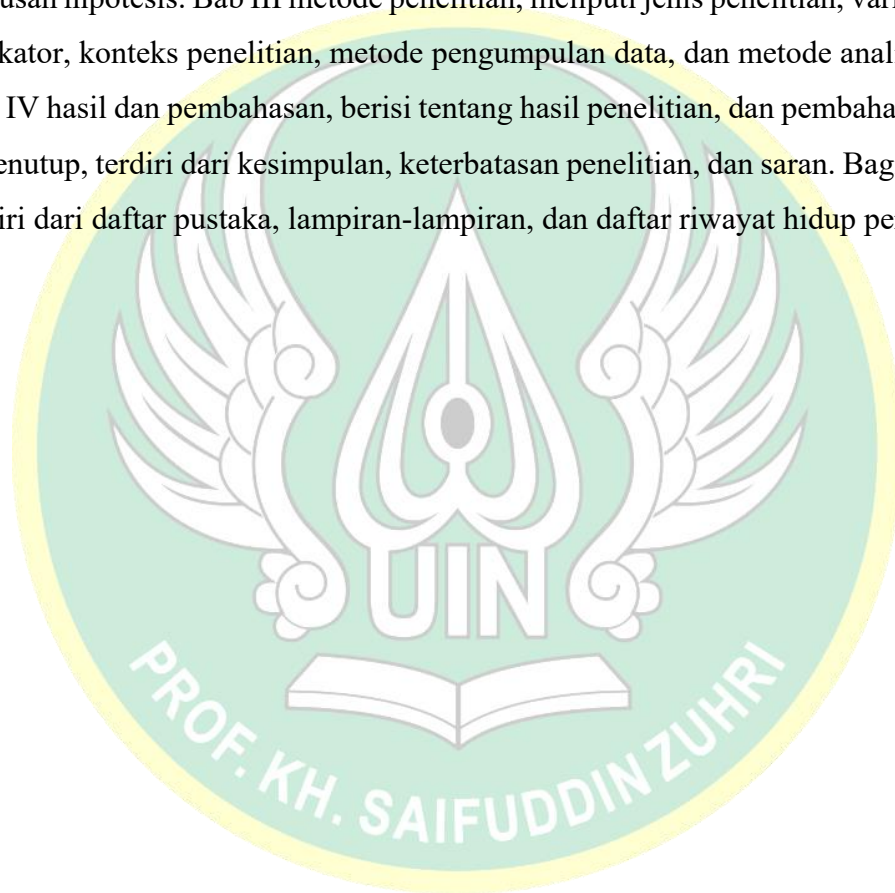 usan hipotesis. Bab III metode penelitian, meliputi jenis penelitian, vari
kator, konteks penelitian, metode pengumpulan data, dan metode anal
IV hasil dan pembahasan, berisi tentang hasil penelitian, dan pembaha
enutup, terdiri dari kesimpulan, keterbatasan penelitian, dan saran. Bag
iri dari daftar pustaka, lampiran-lampiran, dan daftar riwayat hidup pe
UIN
PROF. KH. SAIFUDDIN ZUHRI